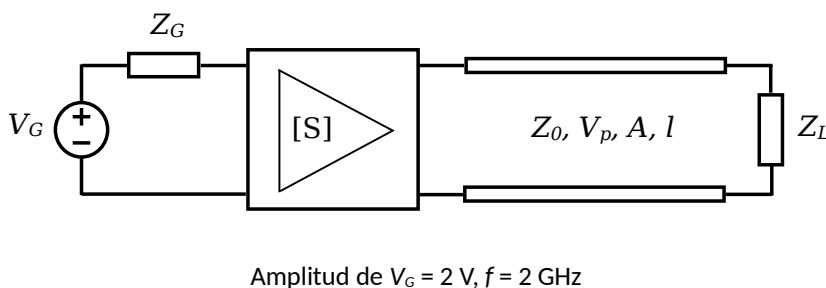 Z_G
V_G
+
−
[S]
Z_0, V_p, A, l
Z_L
Amplitud de V_G = 2 V, f = 2 GHz